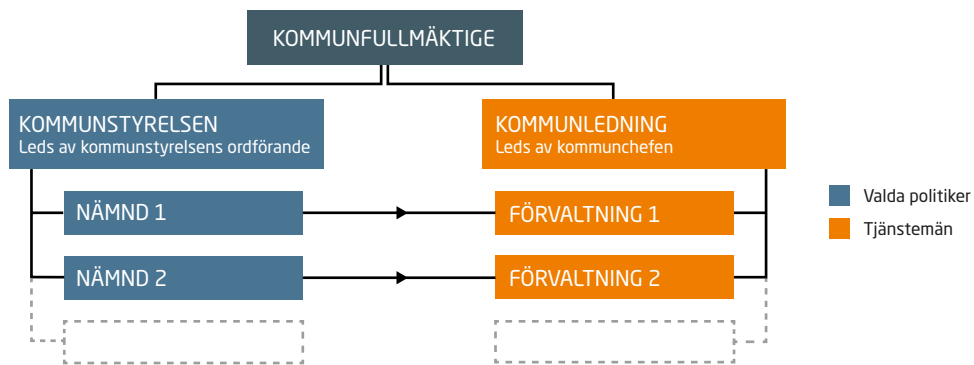 KOMMUNFULLMÄKTIGE
KOMMUNSTYRELSEN
Leds av kommunstyrelsens ordförande
KOMMUNLEDNING
Leds av kommunchefen
NÄMND 1
FÖRVALTNING 1
NÄMND 2
FÖRVALTNING 2
Valda politiker
Tjänstemän